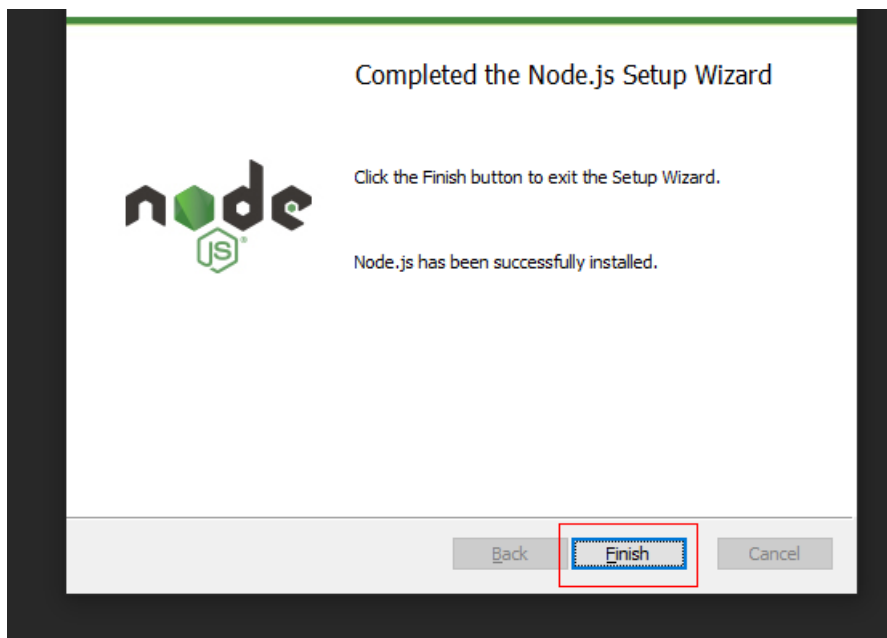 Completed the Node.js Setup Wizard
Click the Finish button to exit the Setup Wizard.
node
JS®
Node.js has been successfully installed.
Back Finish Cancel